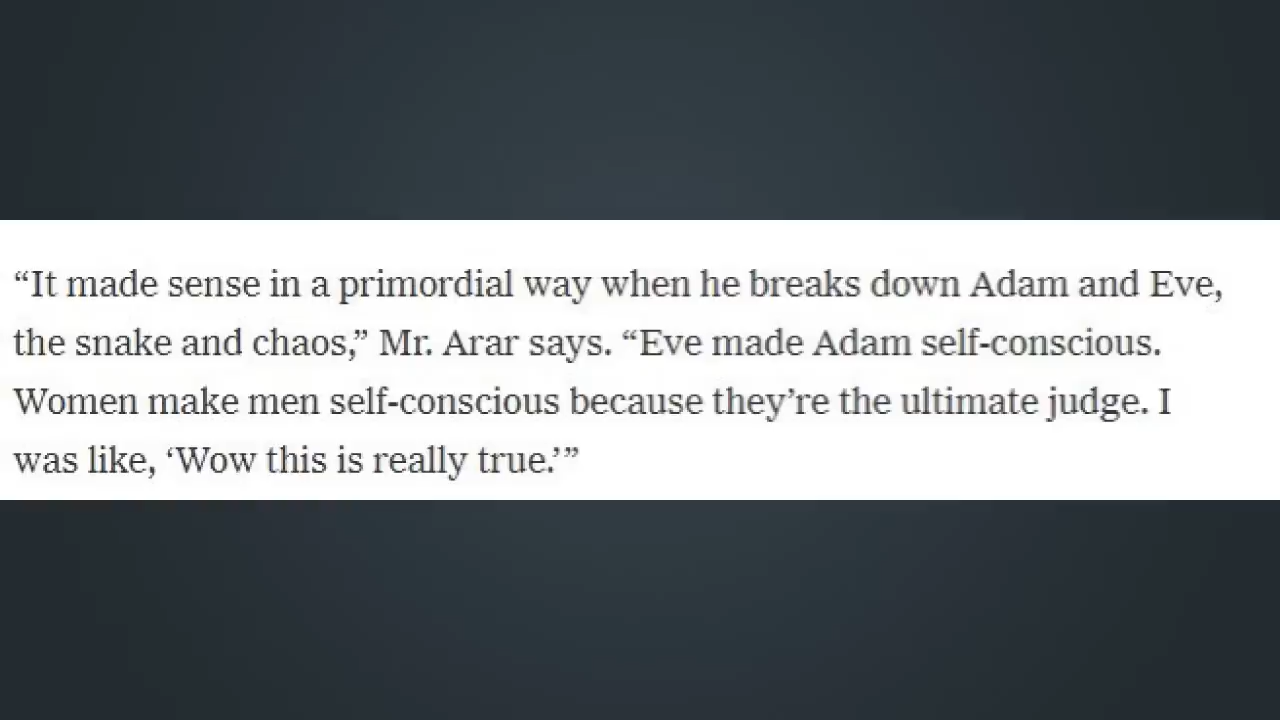 “It made sense in a primordial way when he breaks down Adam and Eve,
the snake and chaos,” Mr. Arar says. “Eve made Adam self-conscious.
Women make men self-conscious because they’re the ultimate judge. I
was like, ‘Wow this is really true.’”